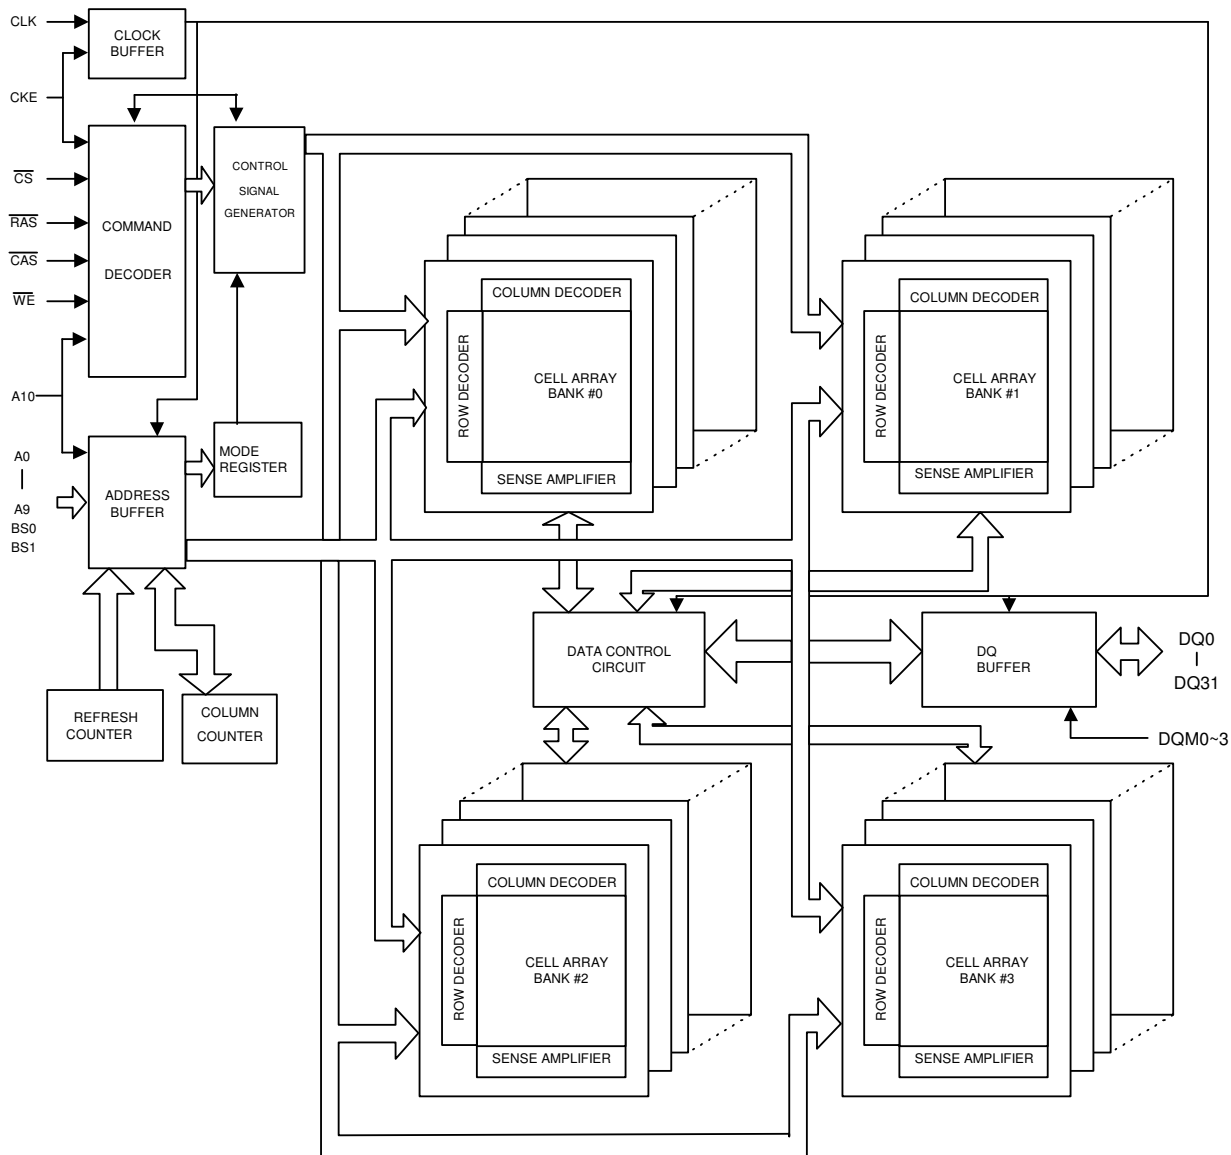 CLK
CLOCK
BUFFER
CKE
CS
RAS
CAS
WE
COMMAND
DECODER
CONTROL
SIGNAL
GENERATOR
A10
A0
A9
BS0
BS1
ADDRESS
BUFFER
MODE
REGISTER
REFRESH
COUNTER
COLUMN
COUNTER
COLUMN DECODER
ROW DECODER
CELL ARRAY
BANK #0
SENSE AMPLIFIER
COLUMN DECODER
ROW DECODER
CELL ARRAY
BANK #1
SENSE AMPLIFIER
DATA CONTROL
CIRCUIT
DQ
BUFFER
DQ0
DQ31
DQM0~3
COLUMN DECODER
ROW DECODER
CELL ARRAY
BANK #2
SENSE AMPLIFIER
COLUMN DECODER
ROW DECODER
CELL ARRAY
BANK #3
SENSE AMPLIFIER